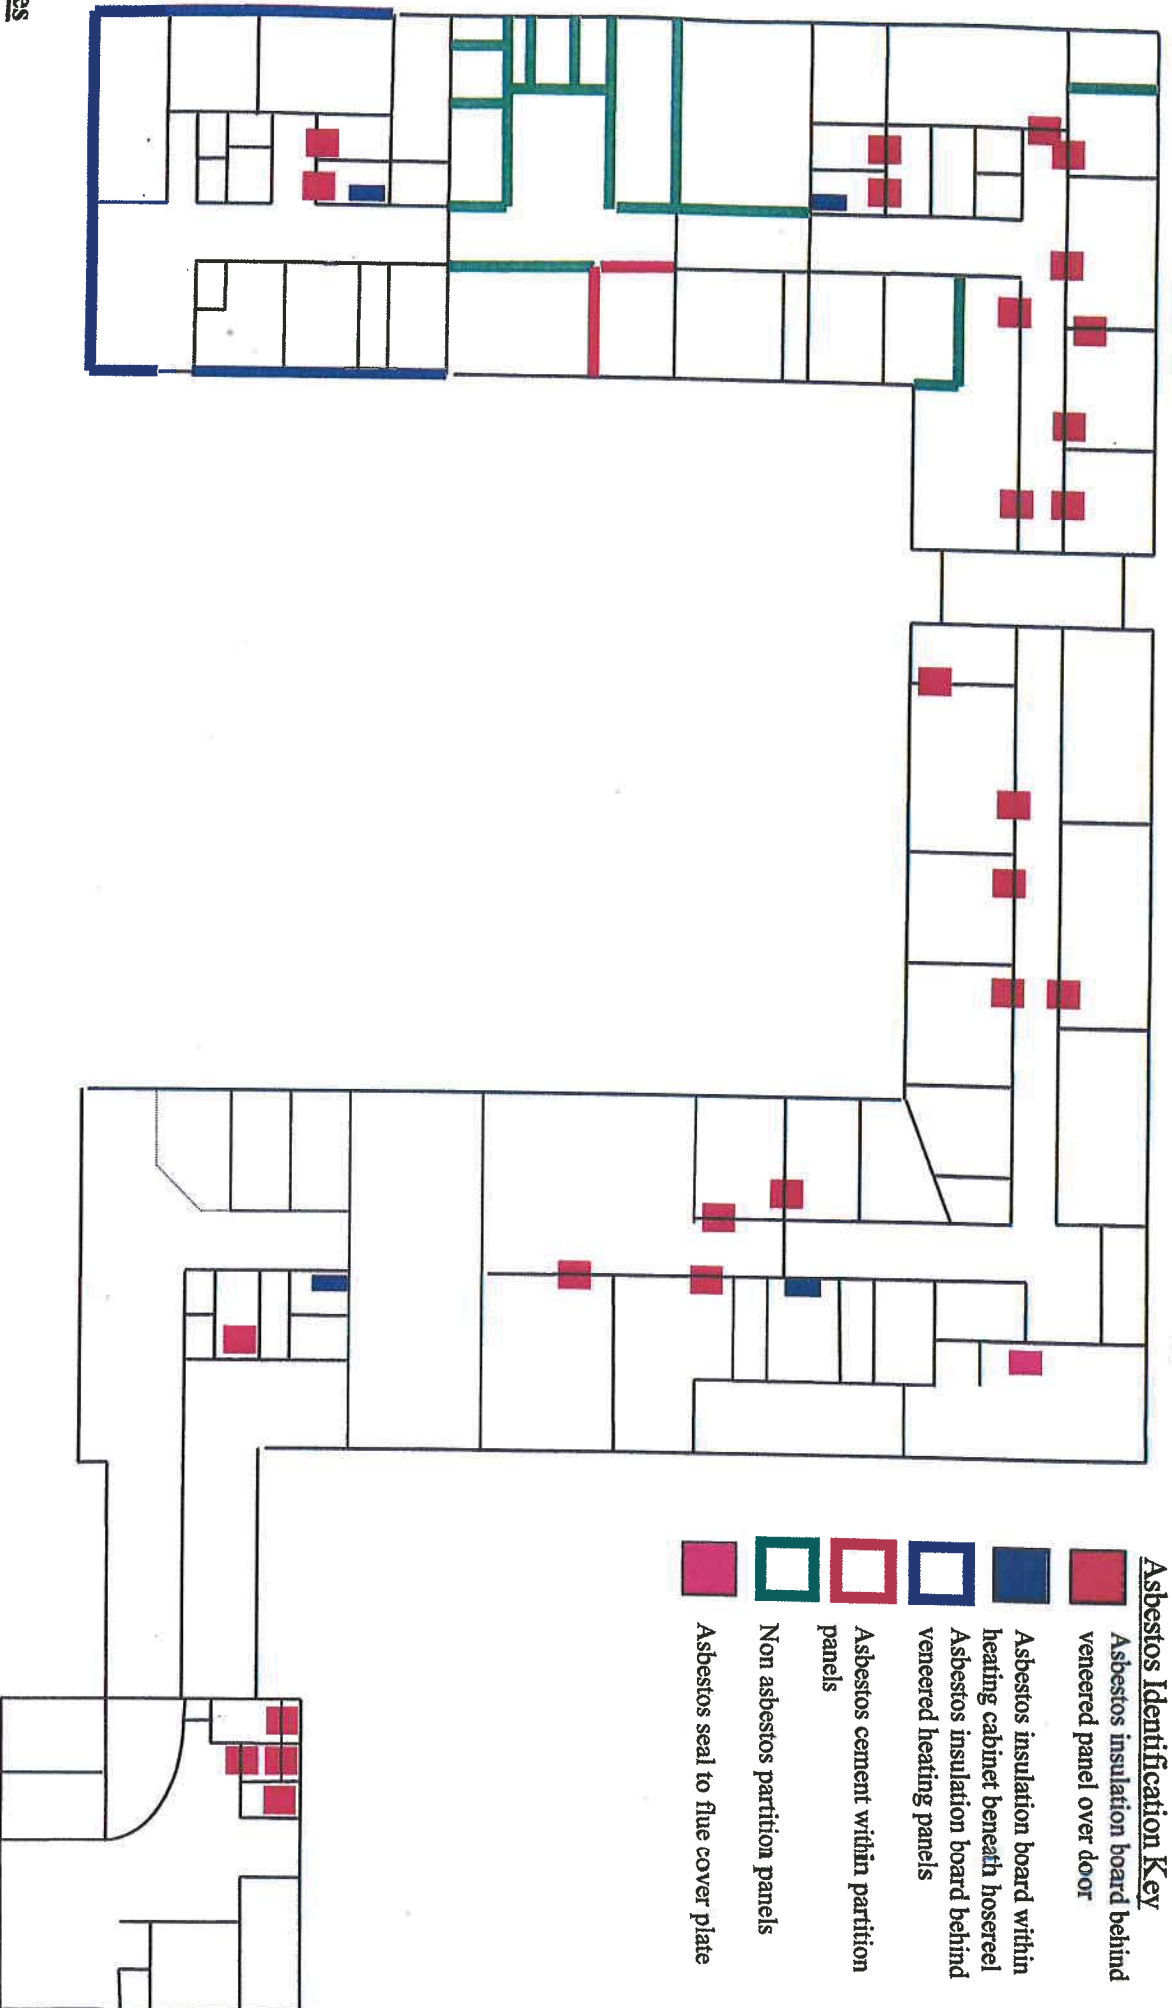 es
Asbestos Identification Key
Asbestos insulation board behind
veneered panel over door
Asbestos insulation board within
heating cabinet beneath hosereel
Asbestos insulation board behind
veneered heating panels
Asbestos cement within partition
panels
Non asbestos partition panels
Asbestos seal to flue cover plate